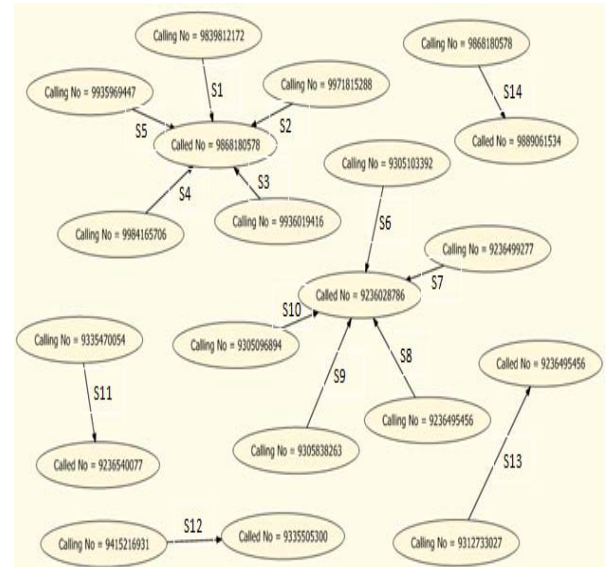 Calling No = 9839812172
Calling No = 9868180578
S1
S14
Calling No = 9935969447
Calling No = 9971815288
S5
S2
Called No = 9868180578
Called No = 9889061534
Calling No = 9305103392
S4
S3
Calling No = 9936019416
Calling No = 9984165706
S6
Calling No = 9236499277
S7
Called No = 9236028786
S10
Calling No = 9335470054
Calling No = 9305096894
S8
Called No = 9236495456
S9
S11
Calling No = 9236495456
Calling No = 9305838263
Called No = 9236540077
S13
S12
Calling No = 9415216931
Called No = 9335505300
Calling No = 9312733027